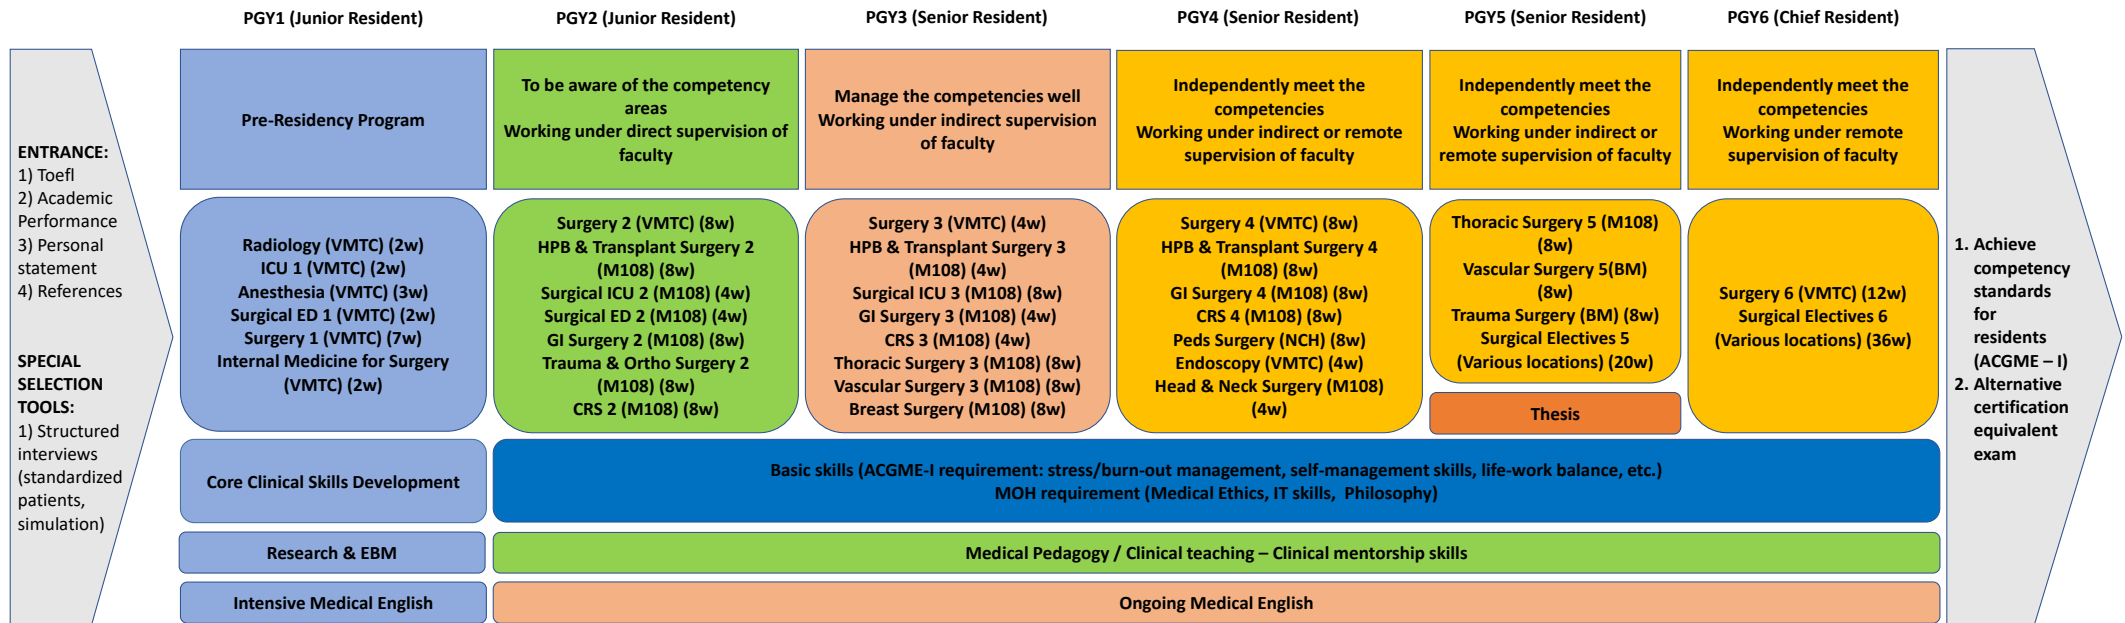 PGY1 (Junior Resident)
PGY2 (Junior Resident)
PGY3 (Senior Resident)
PGY4 (Senior Resident)
PGY5 (Senior Resident)
PGY6 (Chief Resident)
ENTRANCE:
1) Toefl
2) Academic
Performance
3) Personal
statement
4) References
SPECIAL
SELECTION
TOOLS:
1) Structured
interviews
(standardized
patients,
simulation)
Pre-Residency Program
To be aware of the competency
areas
Working under direct supervision of
faculty
Manage the competencies well
Working under indirect supervision
of faculty
Independently meet the
competencies
Working under indirect or remote
supervision of faculty
Independently meet the
competencies
Working under indirect or
remote supervision of faculty
Independently meet the
competencies
Working under remote
supervision of faculty
Radiology (VMTC) (2w)
ICU 1 (VMTC) (2w)
Anesthesia (VMTC) (3w)
Surgical ED 1 (VMTC) (2w)
Surgery 1 (VMTC) (7w)
Internal Medicine for Surgery
(VMTC) (2w)
Surgery 2 (VMTC) (8w)
HPB & Transplant Surgery 2
(M108) (8w)
Surgical ICU 2 (M108) (4w)
Surgical ED 2 (M108) (4w)
GI Surgery 2 (M108) (8w)
Trauma & Ortho Surgery 2
(M108) (8w)
CRS 2 (M108) (8w)
Surgery 3 (VMTC) (4w)
HPB & Transplant Surgery 3
(M108) (4w)
Surgical ICU 3 (M108) (8w)
GI Surgery 3 (M108) (4w)
CRS 3 (M108) (4w)
Thoracic Surgery 3 (M108) (8w)
Vascular Surgery 3 (M108) (8w)
Breast Surgery (M108) (8w)
Surgery 4 (VMTC) (8w)
HPB & Transplant Surgery 4
(M108) (8w)
GI Surgery 4 (M108) (8w)
CRS 4 (M108) (8w)
Peds Surgery (NCH) (8w)
Endoscopy (VMTC) (4w)
Head & Neck Surgery (M108)
(4w)
Thoracic Surgery 5 (M108)
(8w)
Vascular Surgery 5(BM)
(8w)
Trauma Surgery (BM) (8w)
Surgical Electives 5
(Various locations) (20w)
Thesis
Surgery 6 (VMTC) (12w)
Surgical Electives 6
(Various locations) (36w)
Core Clinical Skills Development
Basic skills (ACGME-I requirement: stress/burn-out management, self-management skills, life-work balance, etc.)
MOH requirement (Medical Ethics, IT skills, Philosophy)
Research & EBM
Medical Pedagogy / Clinical teaching – Clinical mentorship skills
Intensive Medical English
Ongoing Medical English
1. Achieve
competency
standards
for
residents
(ACGME – I)
2. Alternative
certification
equivalent
exam